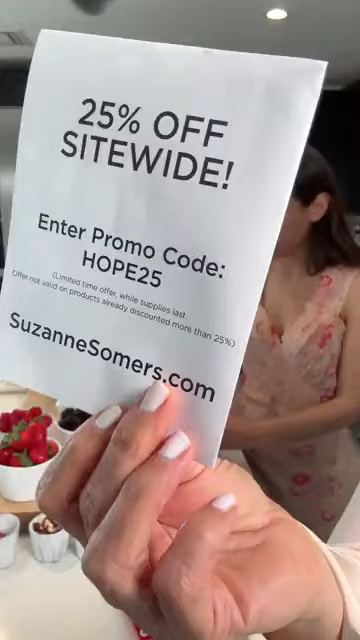 25% OFF
SITEWIDE!
Enter Promo Code:
HOPE25
(Limited time offer, while supplies last.
Offer not valid on products already discounted more than 25%)
SuzanneSomers.com